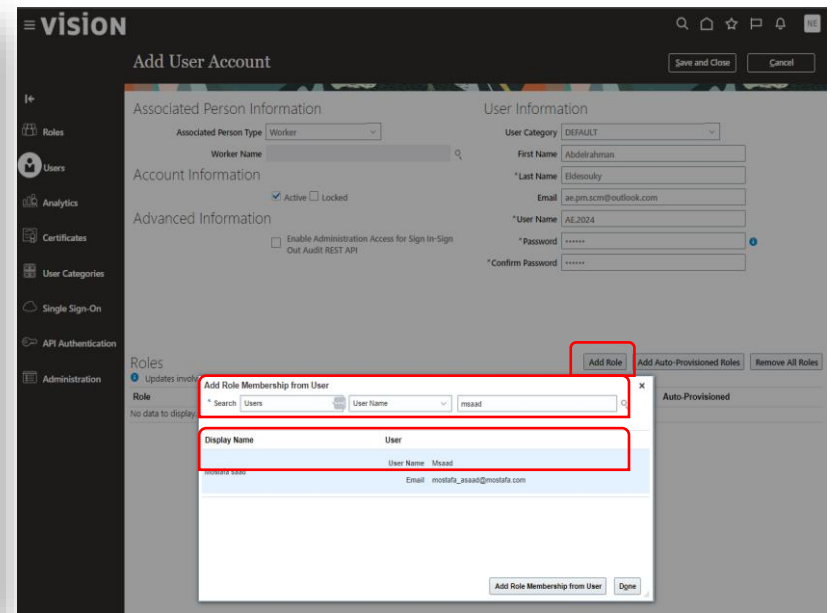 vision
NE
Add User Account
Save and Close
Cancel
Associated Person Information
User Information
Associated Person Type Worker
User Category DEFAULT
Worker Name
First Name Abdelrahman
Account Information
*Last Name Eldesouky
Active Locked
Email ae.pm.scm@outlook.com
Advanced Information
*User Name AE.2024
Enable Administration Access for Sign In-Sign
Out Audit REST API
*Password ••••••
*Confirm Password ••••••
Roles
Users
Analytics
Certificates
User Categories
Single Sign-On
API Authentication
Administration
Roles
Add Role
Add Auto-Provisioned Roles
Remove All Roles
Updates involv
Role
Auto-Provisioned
No data to display.
Add Role Membership from User
* Search Users User Name msaad
Display Name User
User Name Msaad
mostafa saad
Email mostafa_asaad@mostafa.com
Add Role Membership from User
Done